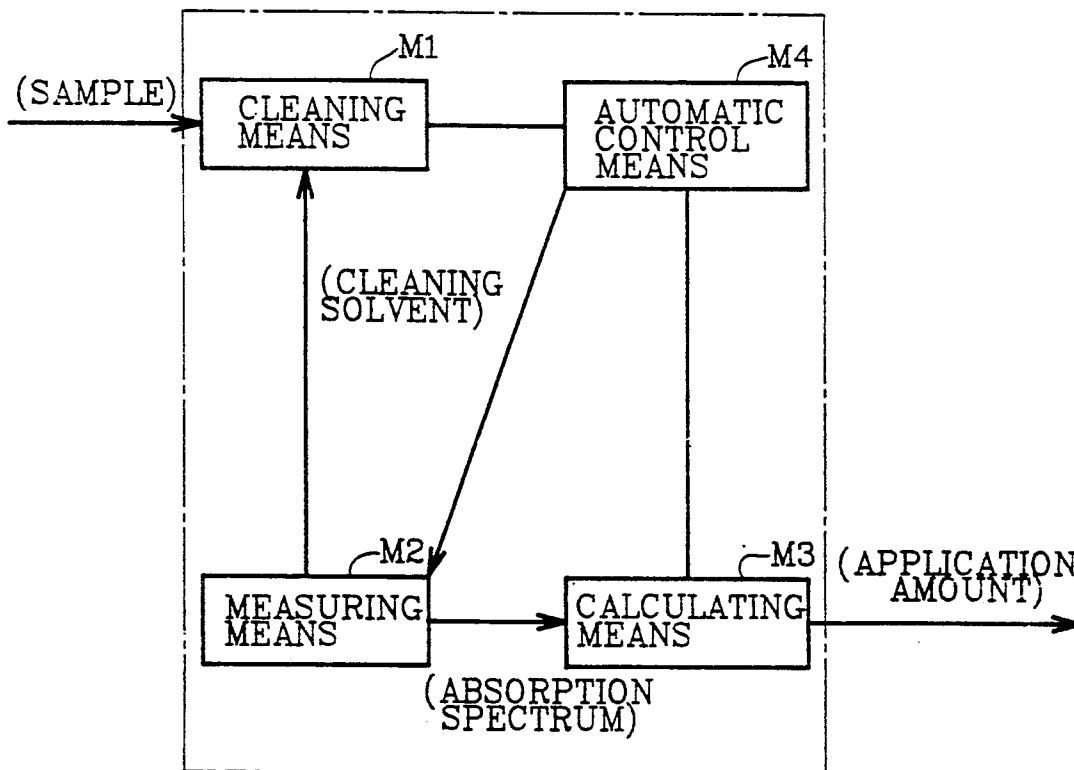 M1
M4
(SAMPLE)
CLEANING
MEANS
AUTOMATIC
CONTROL
MEANS
(CLEANING
SOLVENT)
M2
M3
(APPLICATION
AMOUNT)
MEASURING
MEANS
CALCULATING
MEANS
(ABSORPTION
SPECTRUM)